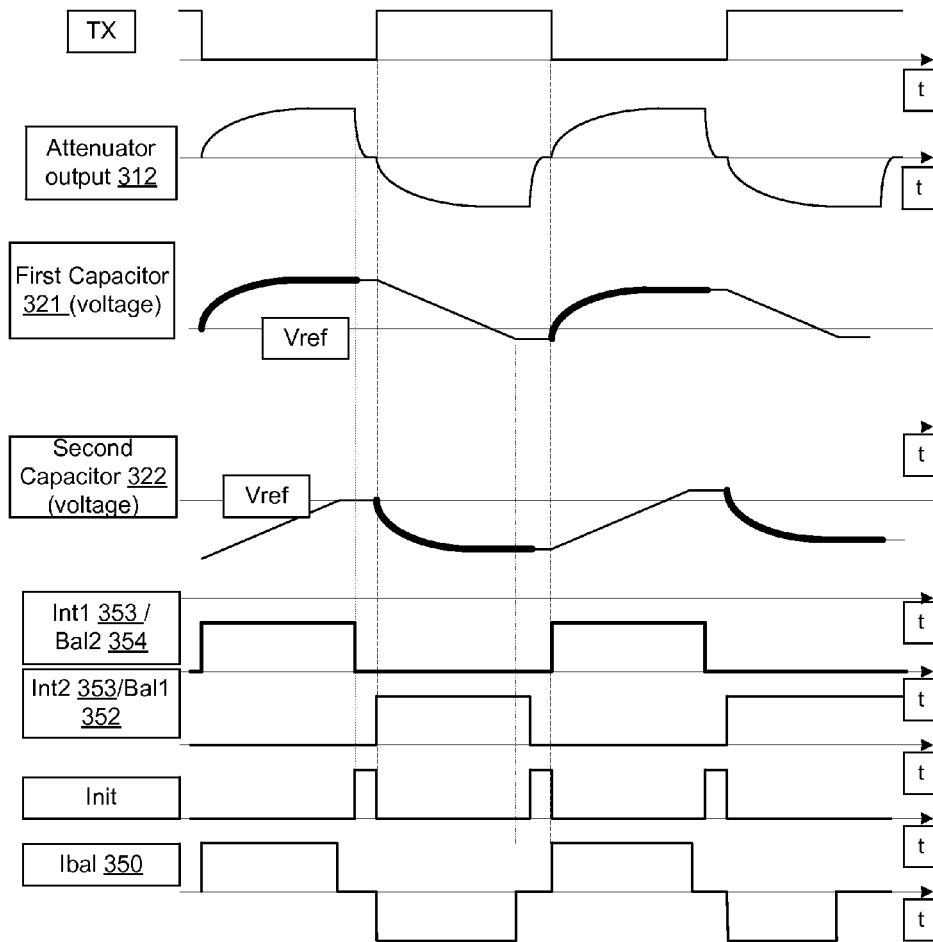 TX
t
Attenuator
output 312
t
First Capacitor
321 (voltage)
Vref
t
Second
Capacitor 322
(voltage)
Vref
Int1 353 /
Bal2 354
t
Int2 353/Bal1
352
t
t
Init
t
Ibal 350
t